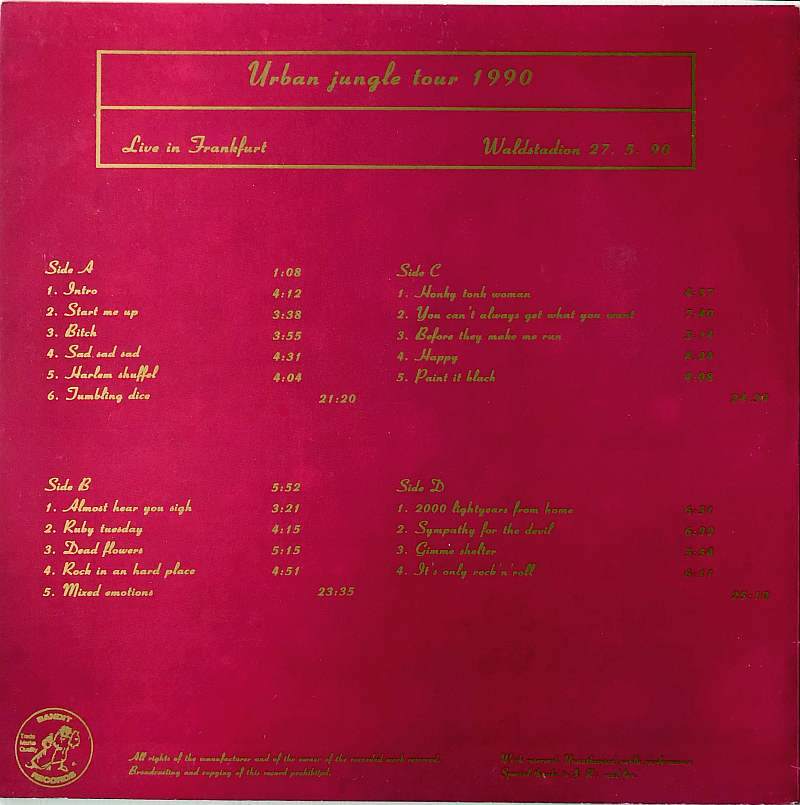 Urban jungle tour 1990
Live in Frankfurt Waldstadion 27. 5. 90
Side A 1:08
1. Intro 4:12
2. Start me up 3:38
3. Bitch 3:55
4. Sad sad sad 4:31
5. Harlem shuffel 4:04
6. Tumbling dice 21:20
Side C
1. Honky tonk woman
2. You can't always get what you want 7:40
3. Before they make me run
4. Happy
5. Paint it black
Side B 5:52
1. Almost hear you sigh 3:21
2. Ruby tuesday 4:15
3. Dead flowers 5:15
4. Rock in an hard place 4:51
5. Mixed emotions 23:35
Side D
1. 2000 lightyears from home
2. Sympathy for the devil
3. Gimme shelter
4. It's only rock'n'roll
BANDIT
Trade
Mark
Quality
RECORDS
All rights of the manufacturer and of the owner of the recorded work reserved.
Broadcasting and copying of this record prohibited.